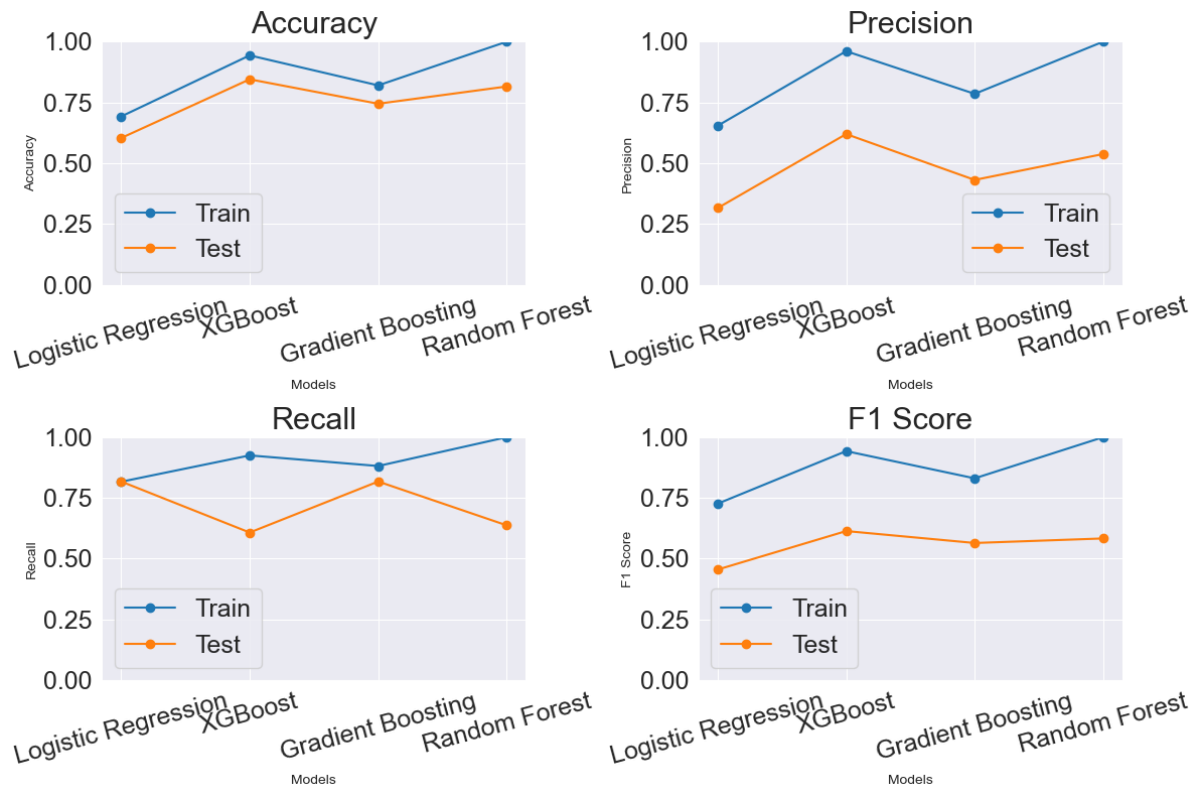 Accuracy
1.00
0.75
0.50
0.25
0.00
Accuracy
Train
Test
Logistic Regression
XGBoost
Gradient Boosting
Random Forest
Models
Precision
1.00
0.75
0.50
0.25
0.00
Precision
Train
Test
Logistic Regression
XGBoost
Gradient Boosting
Random Forest
Models
Recall
1.00
0.75
0.50
0.25
0.00
Recall
Train
Test
Logistic Regression
XGBoost
Gradient Boosting
Random Forest
Models
F1 Score
1.00
0.75
0.50
0.25
0.00
F1 Score
Train
Test
Logistic Regression
XGBoost
Gradient Boosting
Random Forest
Models